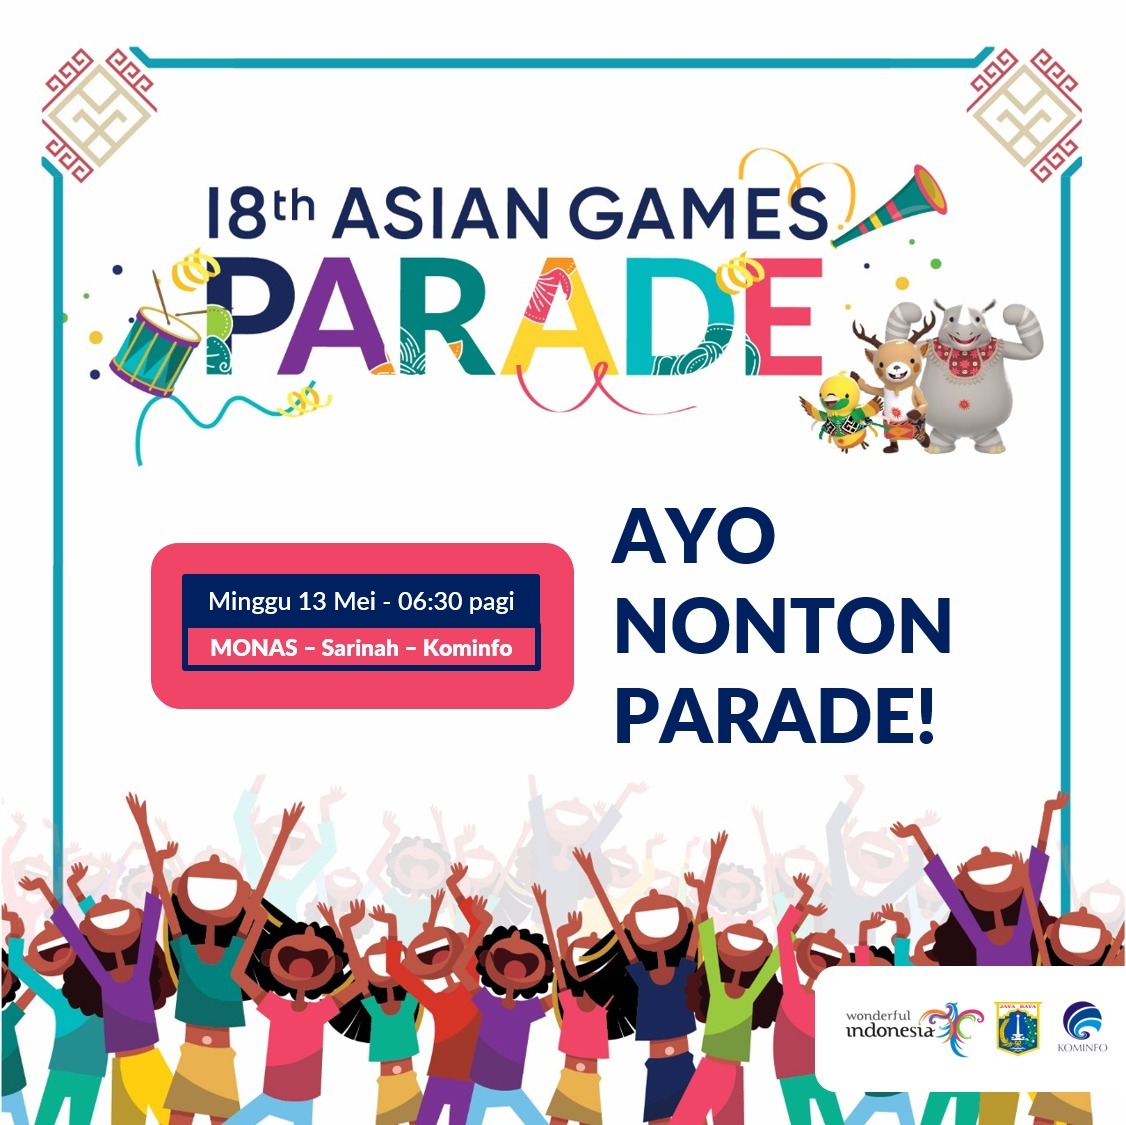 18th ASIAN GAMES
PARADE
AYO
NONTON
PARADE!
Minggu 13 Mei - 06:30 pagi
MONAS – Sarinah – Kominfo
wonderful
indonesia
JAYA RAYA
KOMINFO